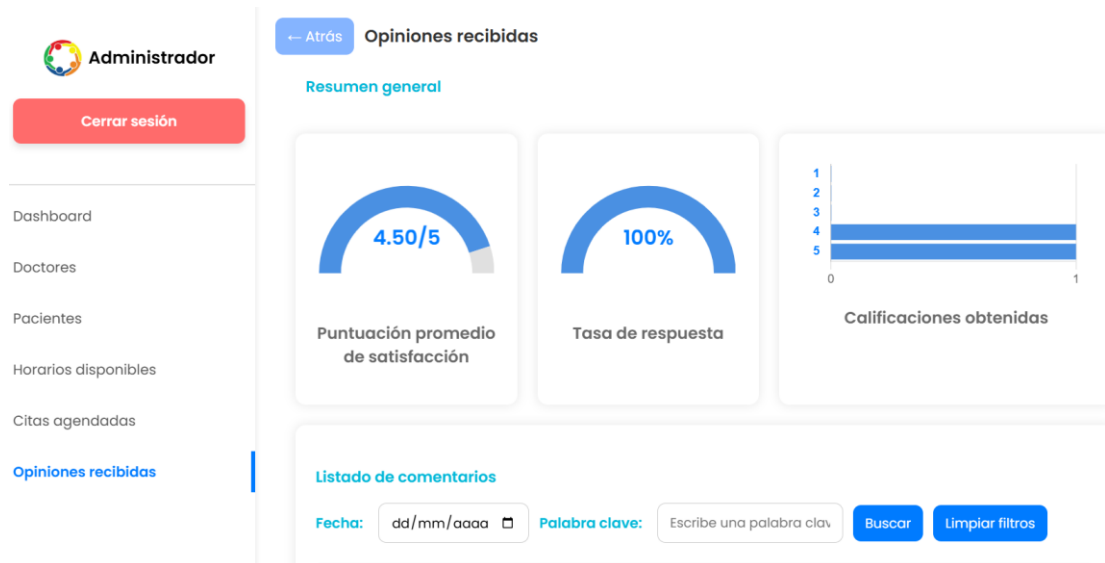 Administrador
Cerrar sesión
Dashboard
Doctores
Pacientes
Horarios disponibles
Citas agendadas
Opiniones recibidas
← Atrás
Opiniones recibidas
Resumen general
4.50/5
Puntuación promedio
de satisfacción
100%
Tasa de respuesta
1
2
3
4
5
0 1
Calificaciones obtenidas
Listado de comentarios
Fecha: dd/mm/aaaa Palabra clave: Escribe una palabra clav Buscar Limpiar filtros